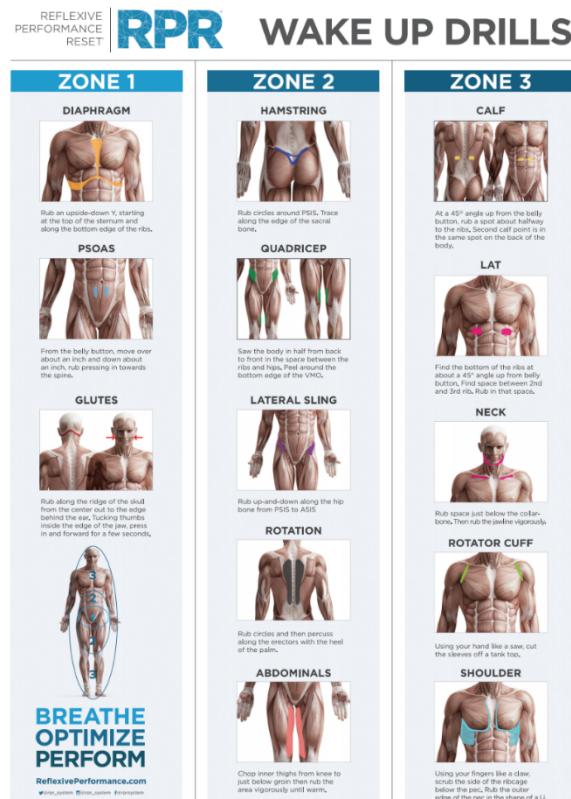 REFLEXIVE
PERFORMANCE
RESET
RPR
WAKE UP DRILLS
ZONE 1
DIAPHRAGM
Rub an upside-down Y, starting
at the top of the sternum and
along the bottom edge of the ribs.
PSOAS
From the belly button, move over
about an inch and down about
an inch, rub pressing in towards
the spine.
GLUTES
Rub along the ridge of the skull
from the center out to the edge
behind the ear. Tucking thumbs
inside the edge of the jaw, press
in and forward for a few seconds.
3
2
1
2
3
BREATHE
OPTIMIZE
PERFORM
ReflexivePerformance.com
@rpr_system @rpr_system /rprsystem
ZONE 2
HAMSTRING
Rub circles around PSIS. Trace
along the edge of the sacral
bone.
QUADRICEP
Saw the body in half from back
to front in the space between the
ribs and hips. Peel around the
bottom edge of the VMO.
LATERAL SLING
Rub up-and-down along the hip
bone from PSIS to ASIS
ROTATION
Rub circles and then percuss
along the erectors with the heel
of the palm.
ABDOMINALS
Chop inner thighs from knee to
just below groin then rub the
area vigorously until warm.
ZONE 3
CALF
At a 45° angle up from the belly
button, rub a spot about halfway
to the ribs. Second calf point is in
the same spot on the back of the
body.
LAT
Find the bottom of the ribs at
about a 45° angle up from belly
button. Find space between 2nd
and 3rd rib. Rub in that space.
NECK
Rub space just below the collar-
bone. Then rub the jawline vigorously.
ROTATOR CUFF
Using your hand like a saw, cut
the sleeves off a tank top.
SHOULDER
Using your fingers like a claw,
scrub the side of the ribcage
below the pec. Rub the outer
edge of the pec in the shape of a U.